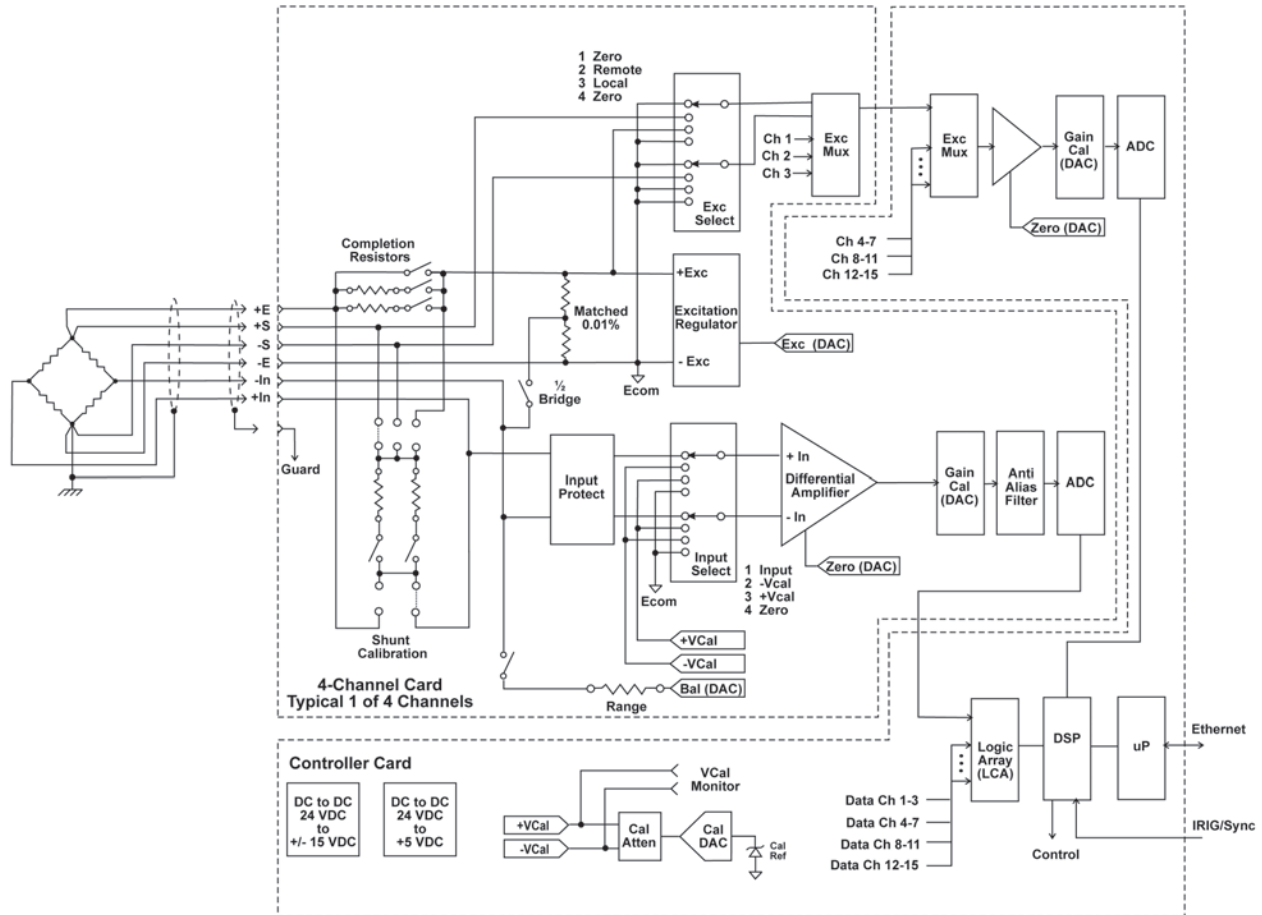 1 Zero
2 Remote
3 Local
4 Zero
Exc
Select
Ch 1
Ch 2
Ch 3
Exc
Mux
Exc
Mux
Gain
Cal
(DAC)
ADC
Zero (DAC)
Ch 4-7
Ch 8-11
Ch 12-15
Completion
Resistors
+E
+S
-S
-E
-In
+In
Guard
Matched
0.01%
½
Bridge
+Exc
Excitation
Regulator
- Exc
Exc (DAC)
Ecom
Input
Protect
Input
Select
+ In
Differential
Amplifier
- In
Gain
Cal
(DAC)
Anti
Alias
Filter
ADC
Zero (DAC)
Ecom
1 Input
2 -Vcal
3 +Vcal
4 Zero
Shunt
Calibration
+VCal
-VCal
Bal (DAC)
Range
4-Channel Card
Typical 1 of 4 Channels
Controller Card
DC to DC
24 VDC
to
+/- 15 VDC
DC to DC
24 VDC
to
+5 VDC
VCal
Monitor
+VCal
-VCal
Cal
Atten
Cal
DAC
Cal
Ref
Logic
Array
(LCA)
DSP
uP
Ethernet
IRIG/Sync
Control
Data Ch 1-3
Data Ch 4-7
Data Ch 8-11
Data Ch 12-15